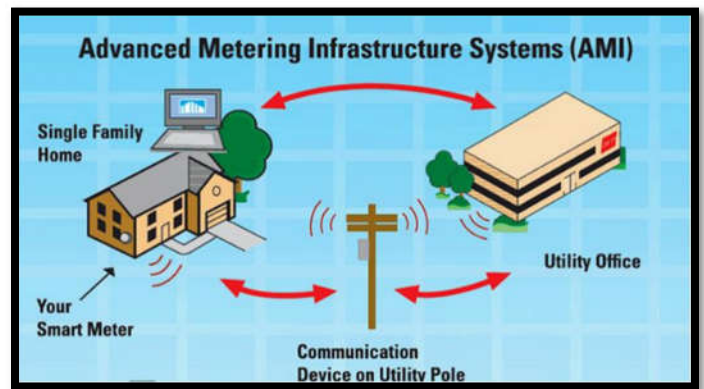 Advanced Metering Infrastructure Systems (AMI)
Single Family
Home
Utility Office
Your
Smart Meter
Communication
Device on Utility Pole